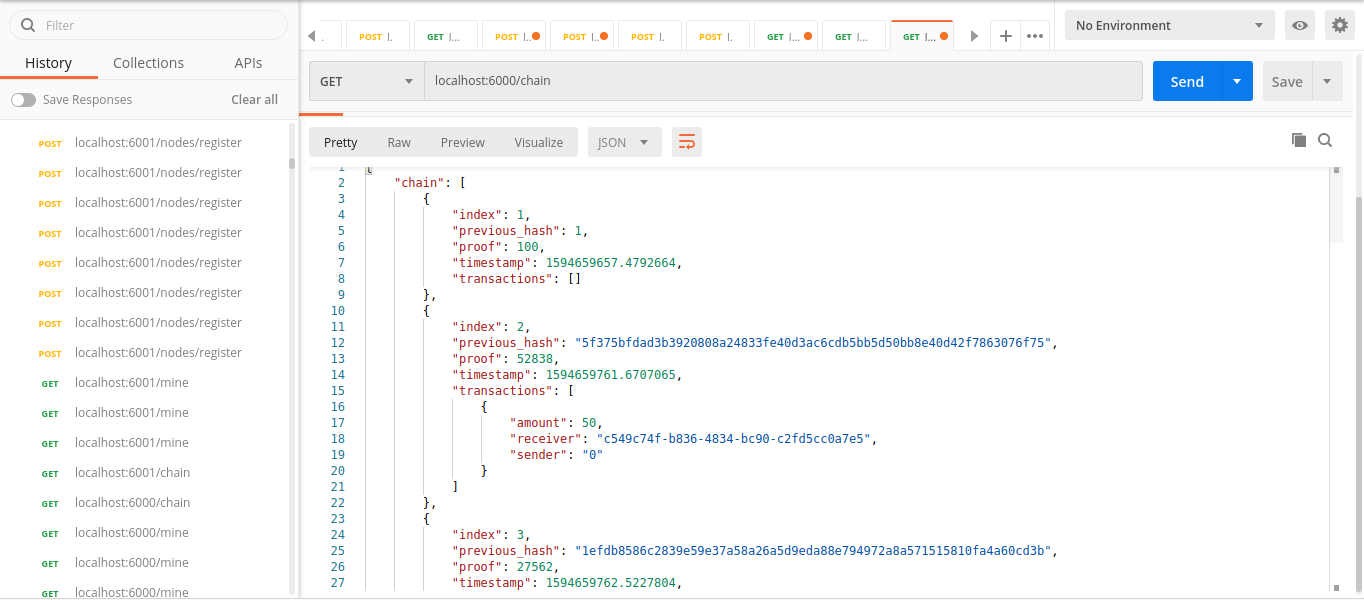 Filter
History Collections APIs
Save Responses Clear all
POST localhost:6001/nodes/register
POST localhost:6001/nodes/register
POST localhost:6001/nodes/register
POST localhost:6001/nodes/register
POST localhost:6001/nodes/register
POST localhost:6001/nodes/register
POST localhost:6001/nodes/register
POST localhost:6001/nodes/register
GET localhost:6001/mine
GET localhost:6001/mine
GET localhost:6001/mine
GET localhost:6001/chain
GET localhost:6000/chain
GET localhost:6000/mine
GET localhost:6000/mine
GET localhost:6000/mine
. POST l. GET l... POST l.. POST l.. POST l. POST l. GET l... GET l... GET l...
No Environment
GET localhost:6000/chain Send Save
Pretty Raw Preview Visualize JSON
1 {
2 "chain": [
3 {
4 "index": 1,
5 "previous_hash": 1,
6 "proof": 100,
7 "timestamp": 1594659657.4792664,
8 "transactions": []
9 },
10 {
11 "index": 2,
12 "previous_hash": "5f375bfdad3b3920808a24833fe40d3ac6cdb5bb5d50bb8e40d42f7863076f75",
13 "proof": 52838,
14 "timestamp": 1594659761.6707065,
15 "transactions": [
16 {
17 "amount": 50,
18 "receiver": "c549c74f-b836-4834-bc90-c2fd5cc0a7e5",
19 "sender": "0"
20 }
21 ]
22 },
23 {
24 "index": 3,
25 "previous_hash": "1efdb8586c2839e59e37a58a26a5d9eda88e794972a8a571515810fa4a60cd3b",
26 "proof": 27562,
27 "timestamp": 1594659762.5227804,